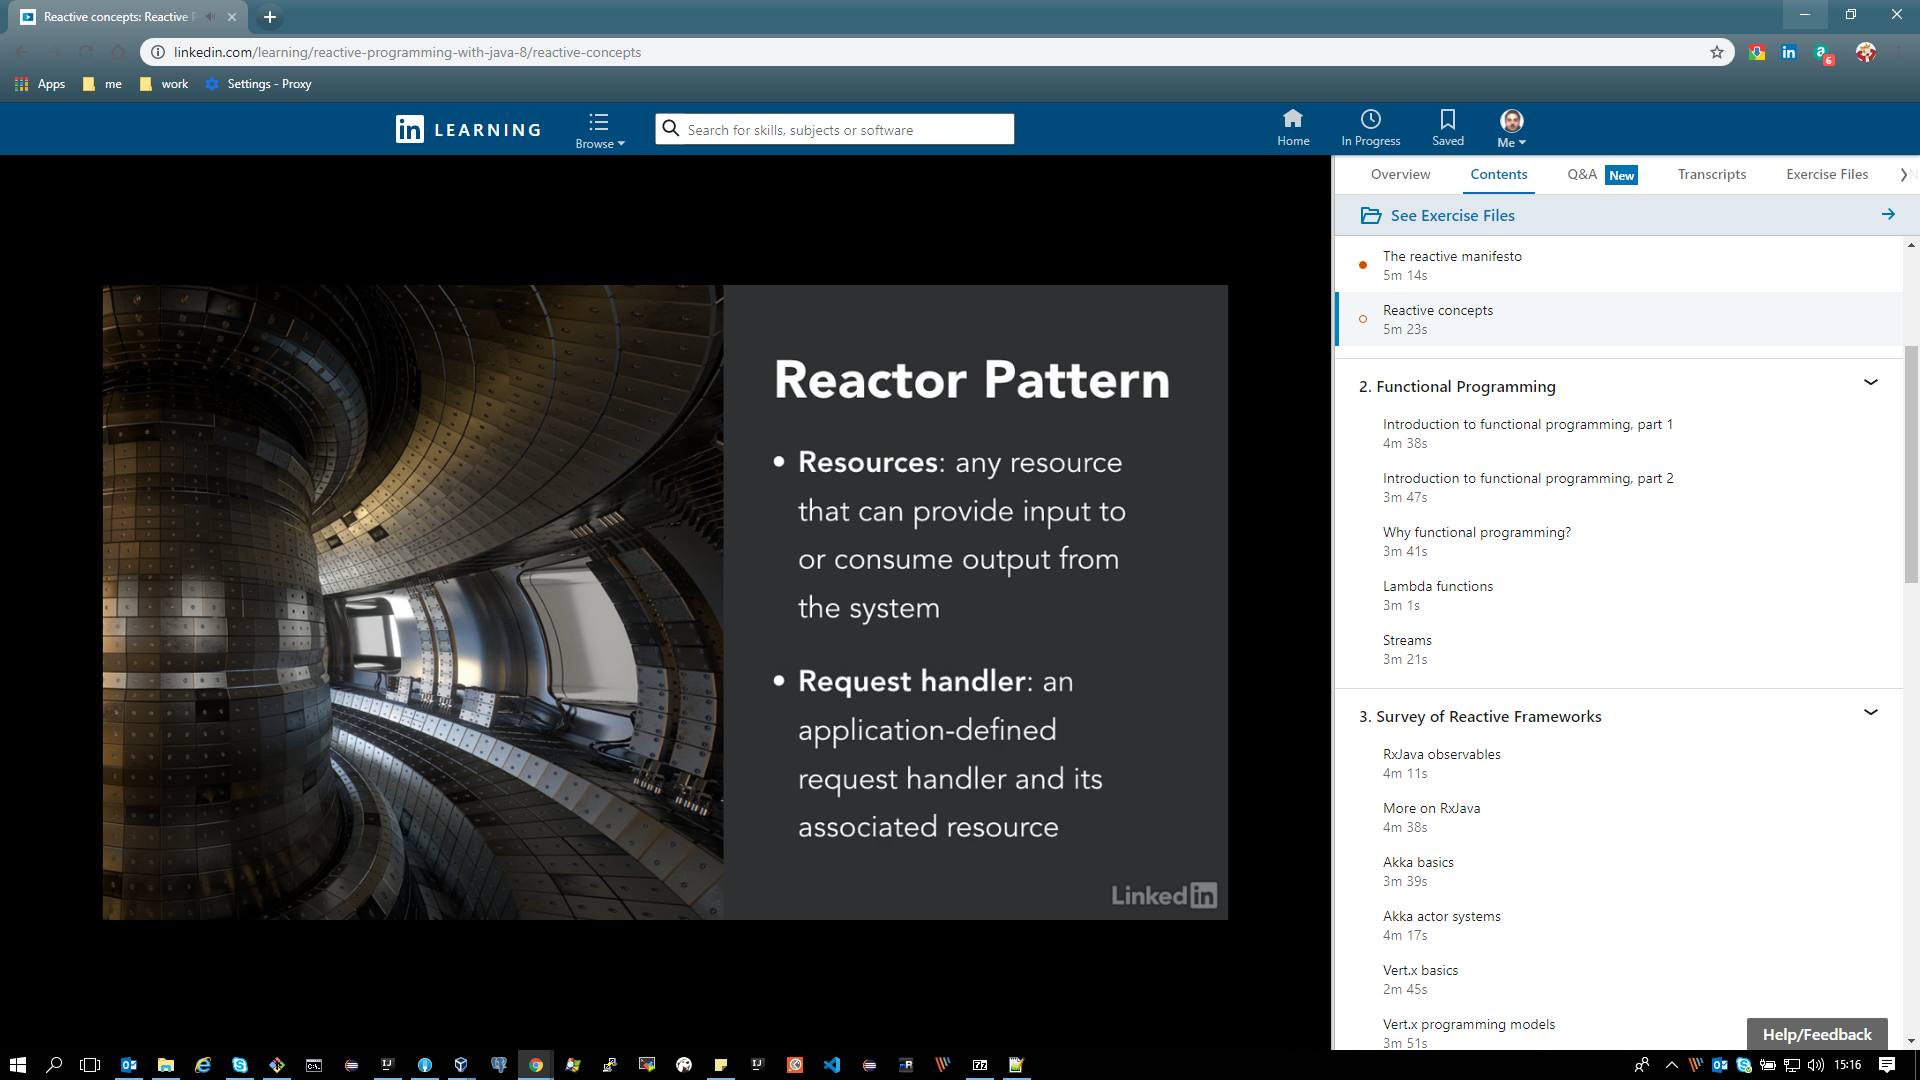 Reactive concepts: Reactive
linkedin.com/learning/reactive-programming-with-java-8/reactive-concepts
6
Apps
me
work
Settings - Proxy
in LEARNING
Browse
Search for skills, subjects or software
Home
In Progress
Saved
Me
Overview
Contents
Q&A New
Transcripts
Exercise Files
See Exercise Files
The reactive manifesto
5m 14s
Reactive concepts
5m 23s
2. Functional Programming
Introduction to functional programming, part 1
4m 38s
Introduction to functional programming, part 2
3m 47s
Why functional programming?
3m 41s
Lambda functions
3m 1s
Streams
3m 21s
3. Survey of Reactive Frameworks
RxJava observables
4m 11s
More on RxJava
4m 38s
Akka basics
3m 39s
Akka actor systems
4m 17s
Vert.x basics
2m 45s
Vert.x programming models
3m 51s
Help/Feedback
Reactor Pattern
• Resources: any resource
that can provide input to
or consume output from
the system
• Request handler: an
application-defined
request handler and its
associated resource
Linked in
15:16